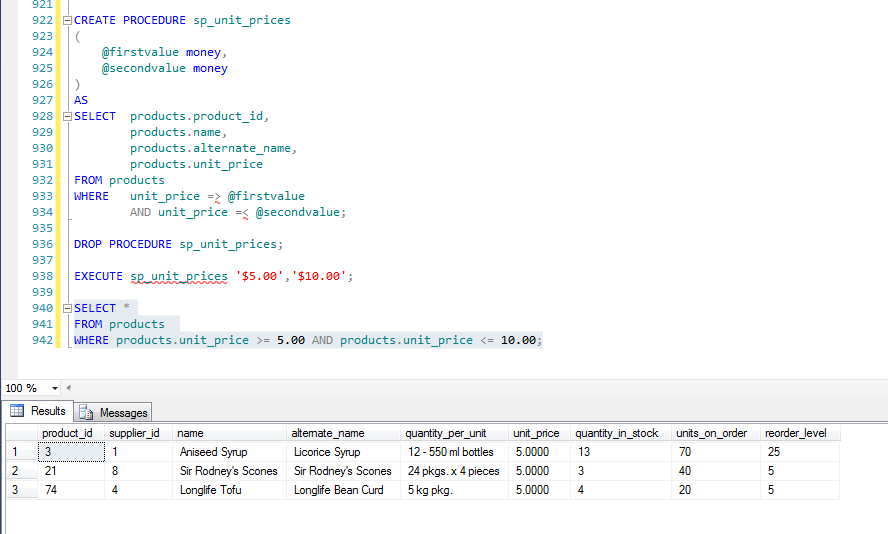 921
922 CREATE PROCEDURE sp_unit_prices
923 (
924 @firstvalue money,
925 @secondvalue money
926 )
927 AS
928 SELECT products.product_id,
929 products.name,
930 products.alternate_name,
931 products.unit_price
932 FROM products
933 WHERE unit_price => @firstvalue
934 AND unit_price =< @secondvalue;
935
936 DROP PROCEDURE sp_unit_prices;
937
938 EXECUTE sp_unit_prices '$5.00','$10.00';
939
940 SELECT *
941 FROM products
942 WHERE products.unit_price >= 5.00 AND products.unit_price <= 10.00;
100 %
Results Messages
product_id supplier_id name alternate_name quantity_per_unit unit_price quantity_in_stock units_on_order reorder_level
1 3 1 Aniseed Syrup Licorice Syrup 12 - 550 ml bottles 5.0000 13 70 25
2 21 8 Sir Rodney's Scones Sir Rodney's Scones 24 pkgs. x 4 pieces 5.0000 3 40 5
3 74 4 Longlife Tofu Longlife Bean Curd 5 kg pkg. 5.0000 4 20 5